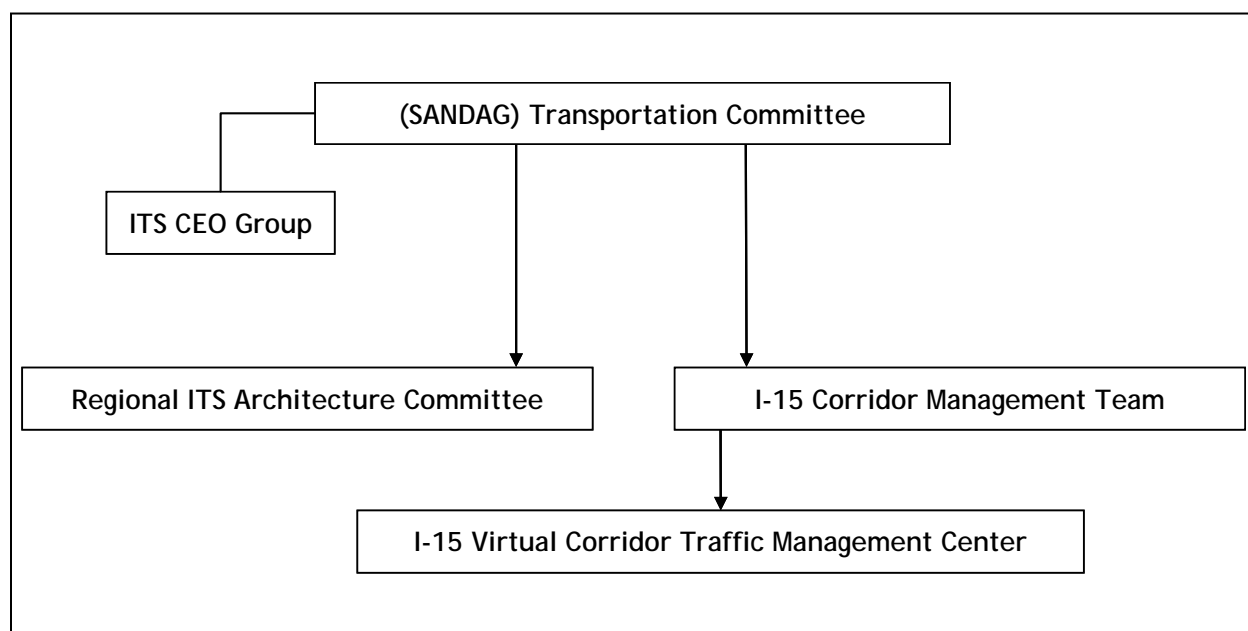 (SANDAG) Transportation Committee
ITS CEO Group
Regional ITS Architecture Committee
I-15 Corridor Management Team
I-15 Virtual Corridor Traffic Management Center